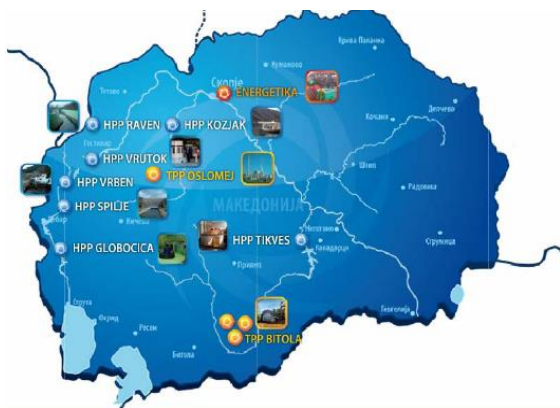 Крива Паланка
Куманово
Скопје
Тетово
ENERGETIKA
Делчево
HPP RAVEN
HPP KOZJAK
Кочани
Гостивар
HPP VRUTOK
Штип
TPP OSLOMEJ
HPP VRBEN
Радовиш
HPP SPILJE
МАКЕДОНИЈА
Дебар
Кичево
Неготино
HPP TIKVES
Струмица
HPP GLOBOCICA
Кавадарци
Прилеп
Струга
Охрид
Гевгелија
Ресен
TPP BITOLA
Битола